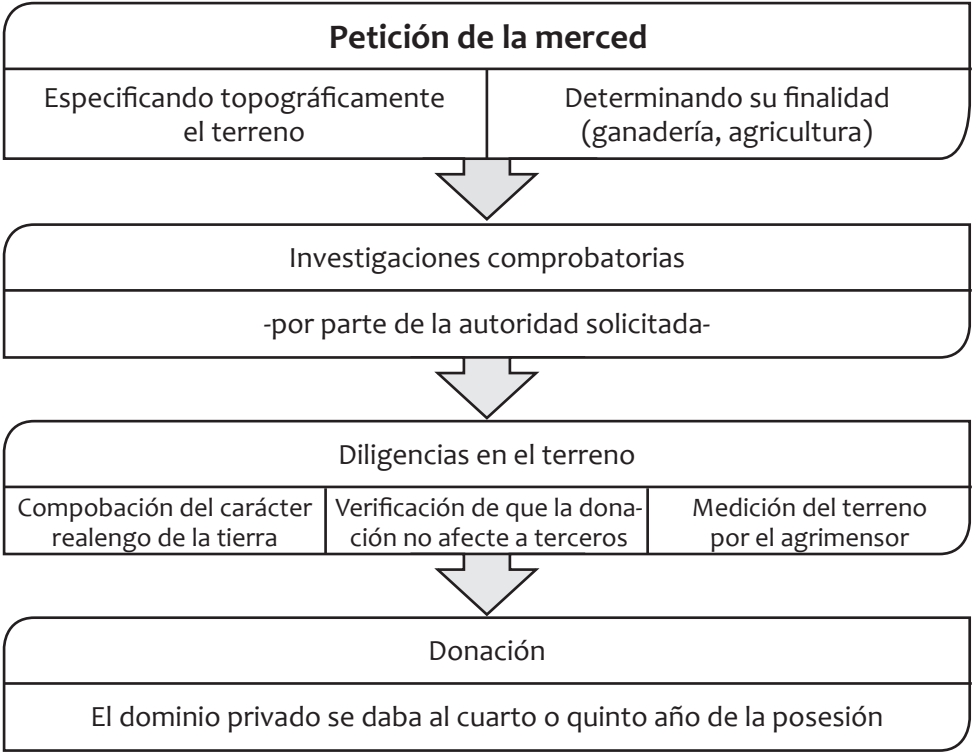 Petición de la merced
Especificando topográficamente
el terreno
Determinando su finalidad
(ganadería, agricultura)
Investigaciones comprobatorias
-por parte de la autoridad solicitada-
Diligencias en el terreno
Compobación del carácter
realengo de la tierra
Verificación de que la dona-
ción no afecte a terceros
Medición del terreno
por el agrimensor
Donación
El dominio privado se daba al cuarto o quinto año de la posesión